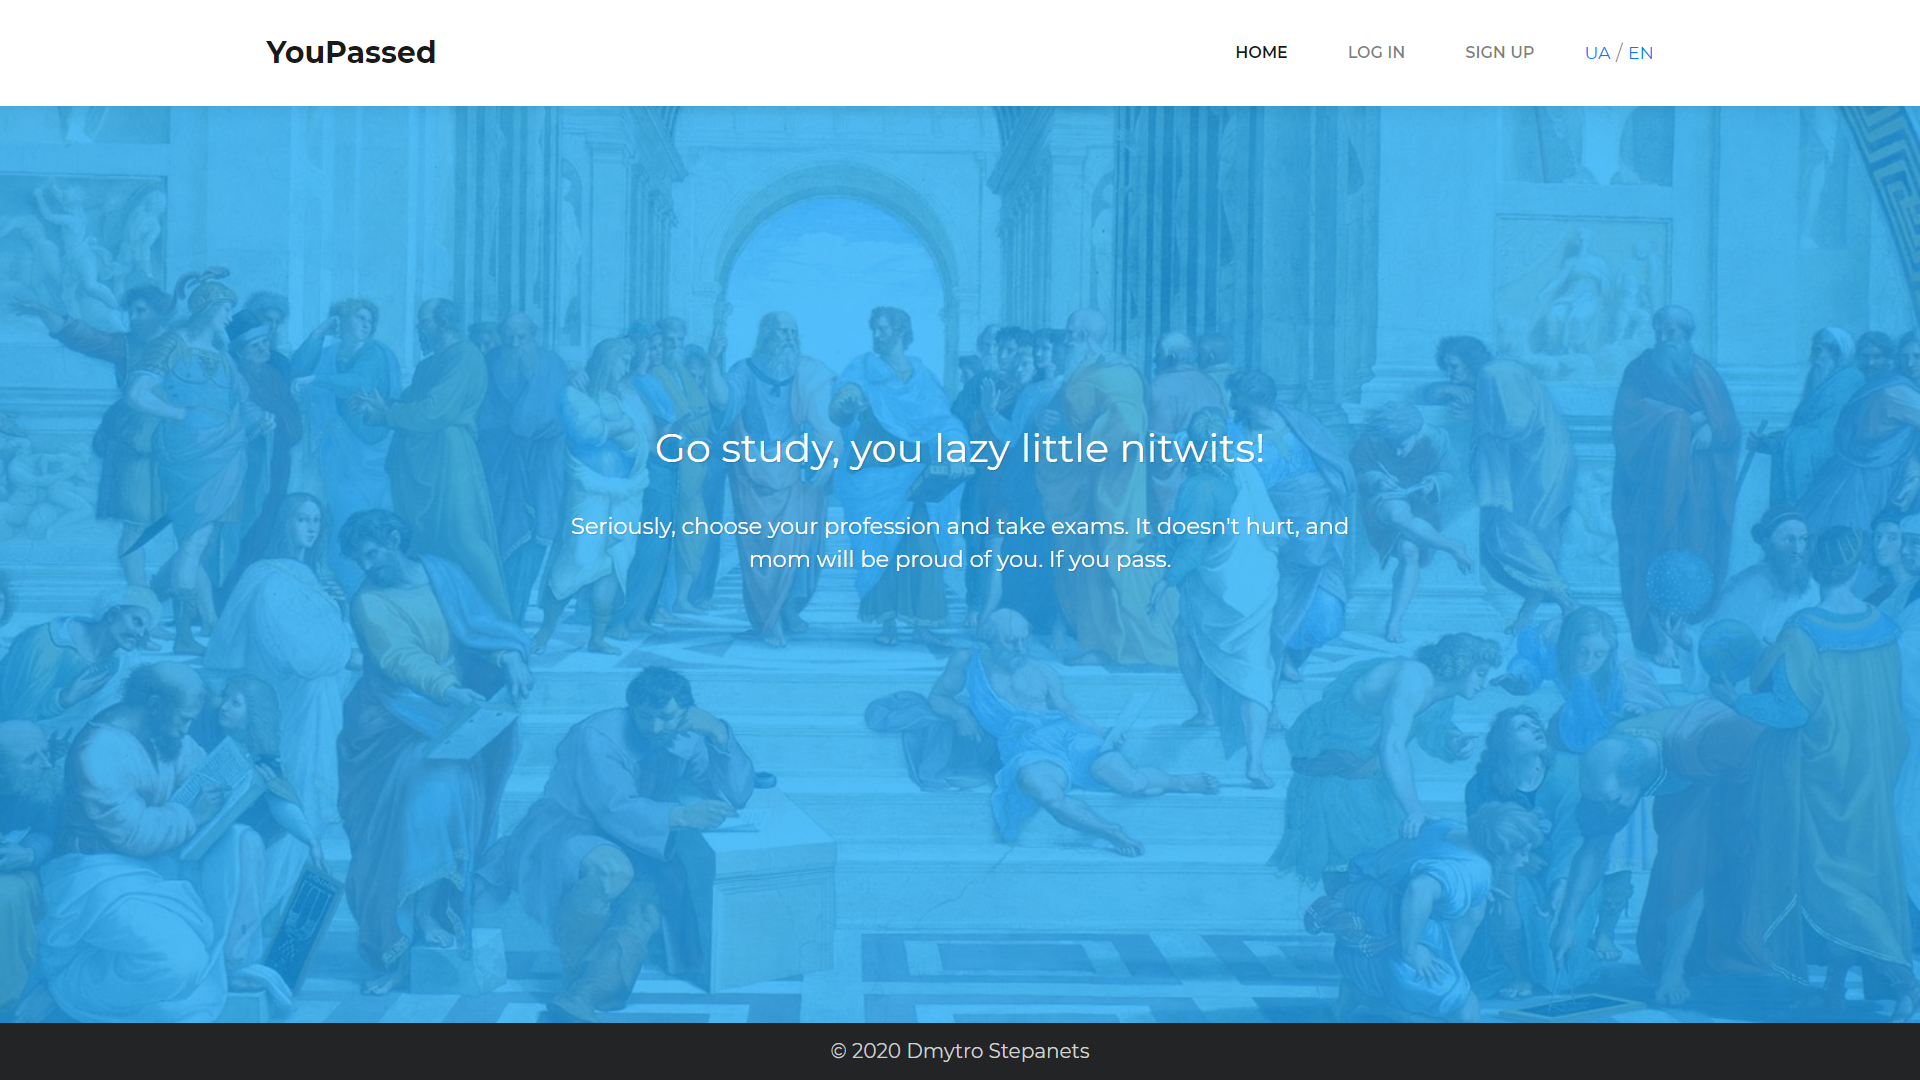 YouPassed
HOME
LOG IN
SIGN UP
UA / EN
Go study, you lazy little nitwits!
Seriously, choose your profession and take exams. It doesn't hurt, and
mom will be proud of you. If you pass.
© 2020 Dmytro Stepanets